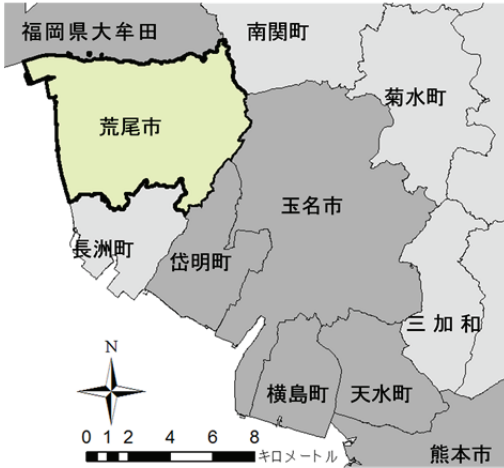 福岡県大牟田
南関町
菊水町
荒尾市
玉名市
長洲町
岱明町
三加和
横島町
天水町
熊本市
N
0 1 2 4 6 8
キロメートル